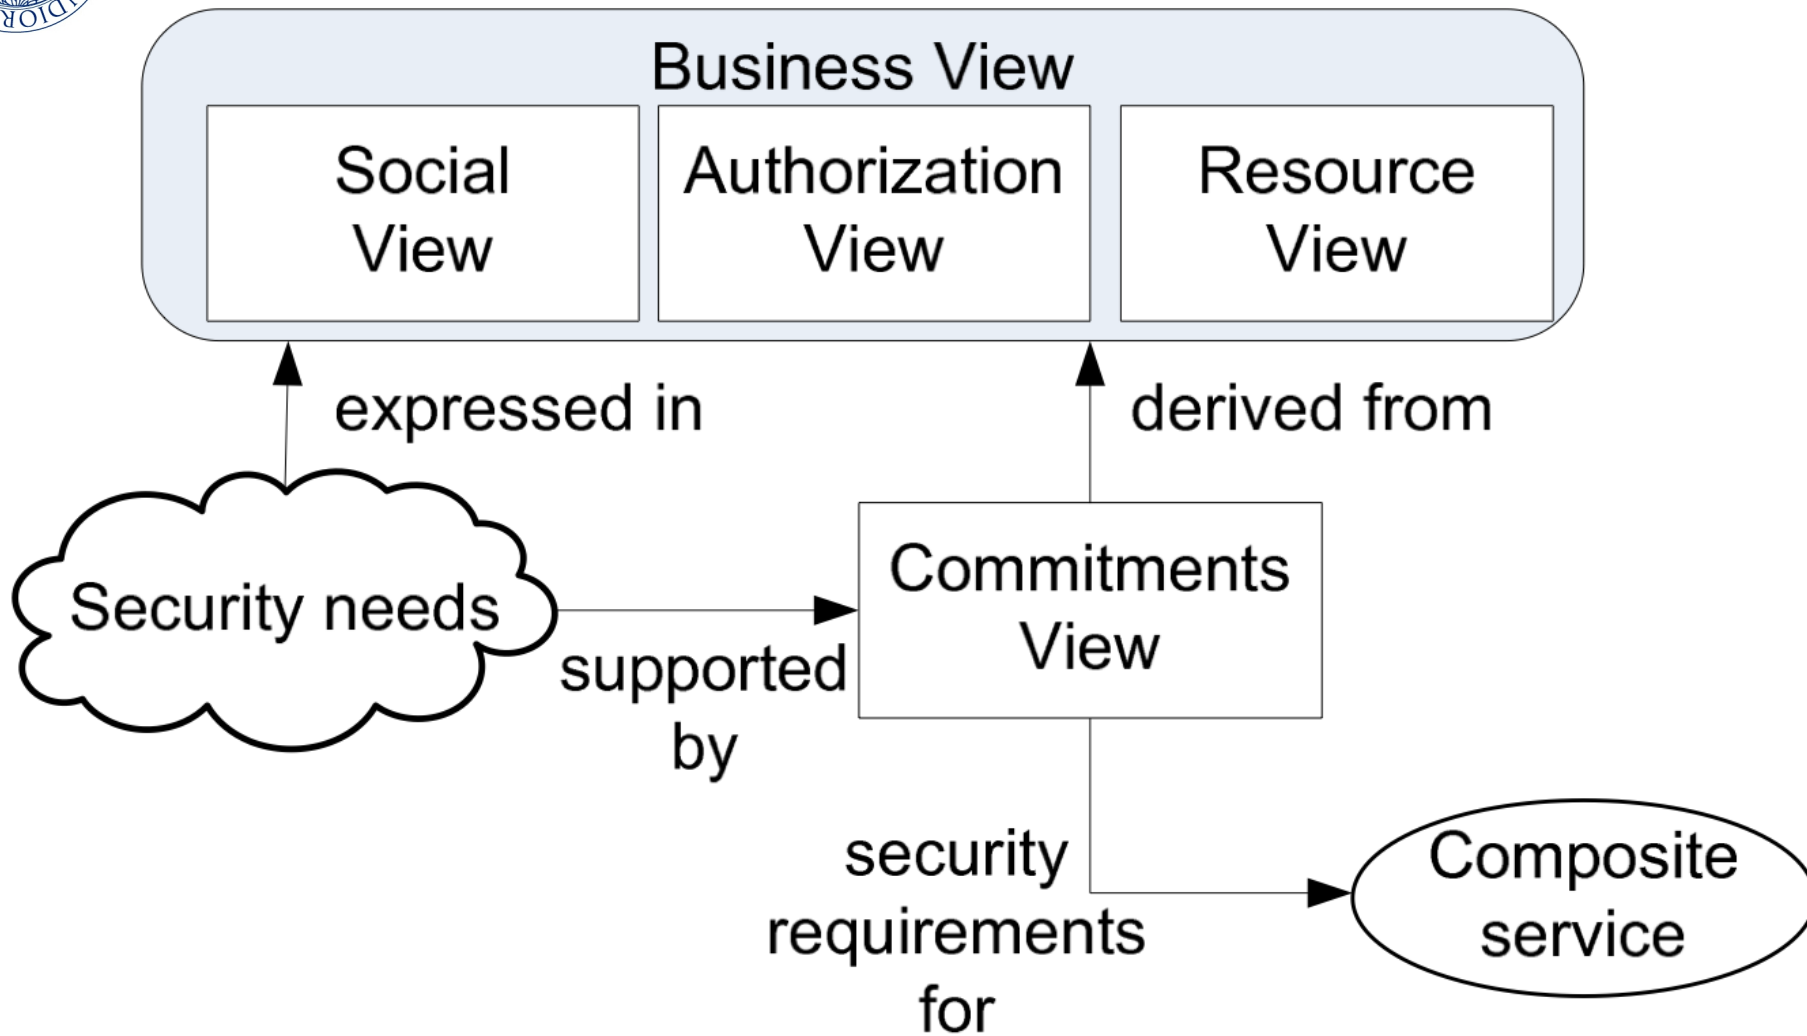 Business View
Social
View
Authorization
View
Resource
View
expressed in
derived from
Security needs
Commitments
View
supported
by
security
requirements
for
Composite
service